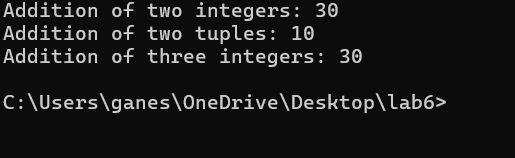 Addition of two integers: 30
Addition of two tuples: 10
Addition of three integers: 30
C:\Users\ganes\OneDrive\Desktop\lab6>